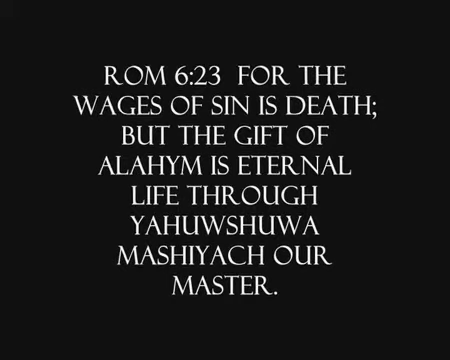 ROM 6:23 FOR THE
WAGES OF SIN IS DEATH;
BUT THE GIFT OF
ALAHYM IS ETERNAL
LIFE THROUGH
YAHUWSHUWA
MASHIYACH OUR
MASTER.